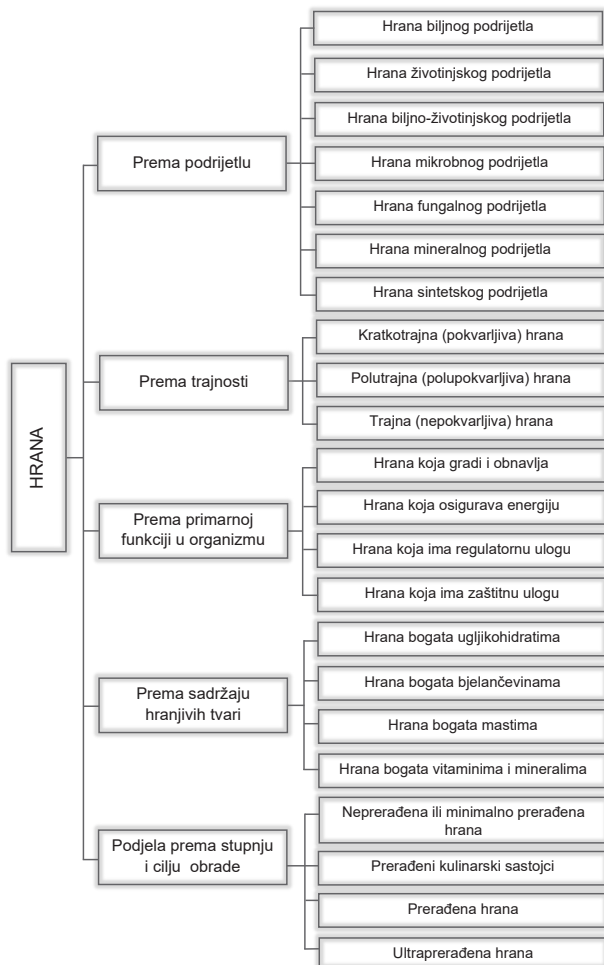 HRANA
Prema podrijetlu
Hrana biljnog podrijetla
Hrana životinjskog podrijetla
Hrana biljno-životinjskog podrijetla
Hrana mikrobnog podrijetla
Hrana fungalnog podrijetla
Hrana mineralnog podrijetla
Hrana sintetskog podrijetla
Prema trajnosti
Kratkotrajna (pokvarljiva) hrana
Polutrajna (polupokvarljiva) hrana
Trajna (nepokvarljiva) hrana
Prema primarnoj
funkciji u organizmu
Hrana koja gradi i obnavlja
Hrana koja osigurava energiju
Hrana koja ima regulatornu ulogu
Hrana koja ima zaštitnu ulogu
Prema sadržaju
hranjivih tvari
Hrana bogata ugljikohidratima
Hrana bogata bjelančevinama
Hrana bogata mastima
Hrana bogata vitaminima i mineralima
Podjela prema stupnju
i cilju obrade
Neprerađena ili minimalno prerađena
hrana
Prerađeni kulinarski sastojci
Prerađena hrana
Ultraprerađena hrana